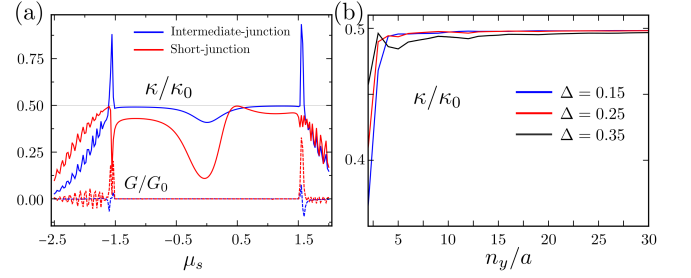 (a)
Intermediate-junction
Short-junction
0.75
0.50
0.25
0.00
κ/κ₀
G/G₀
−2.5
−1.5
−0.5
0.5
1.5
μₛ
(b)
0.5
0.4
κ/κ₀
Δ = 0.15
Δ = 0.25
Δ = 0.35
5
10
15
20
25
30
n_y/a